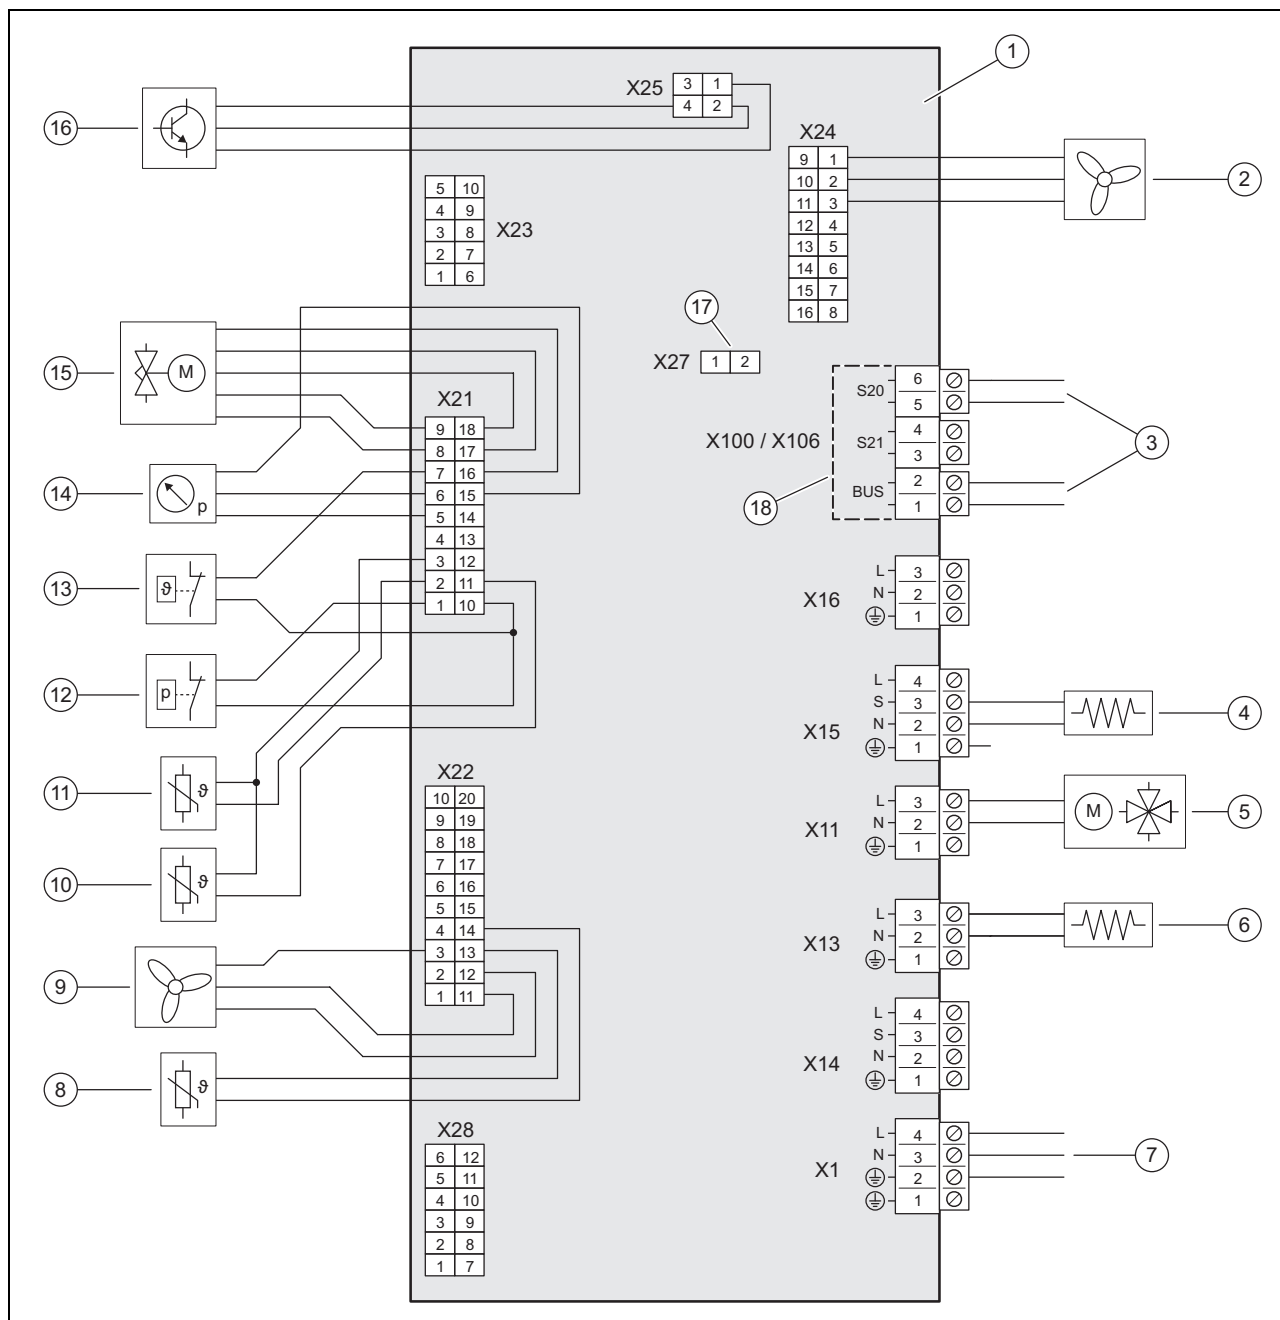 1
X25
3 1
4 2
16
X24
9 1
10 2
11 3
12 4
13 5
14 6
15 7
16 8
2
5 10
4 9
3 8
2 7
1 6
X23
17
X27 1 2
15
M
X21
9 18
8 17
7 16
6 15
5 14
4 13
3 12
2 11
1 10
X100 / X106
S20
6
5
S21
4
3
BUS
2
1
3
18
14
p
13
ϑ
12
p
X16
L 3
N 2
1
X15
L 4
S 3
N 2
1
4
11
ϑ
X22
10 20
9 19
8 18
7 17
6 16
5 15
4 14
3 13
2 12
1 11
X11
L 3
N 2
1
M
5
10
ϑ
X13
L 3
N 2
1
6
9
X14
L 4
S 3
N 2
1
8
ϑ
X28
6 12
5 11
4 10
3 9
2 8
1 7
X1
L 4
N 3
2
1
7